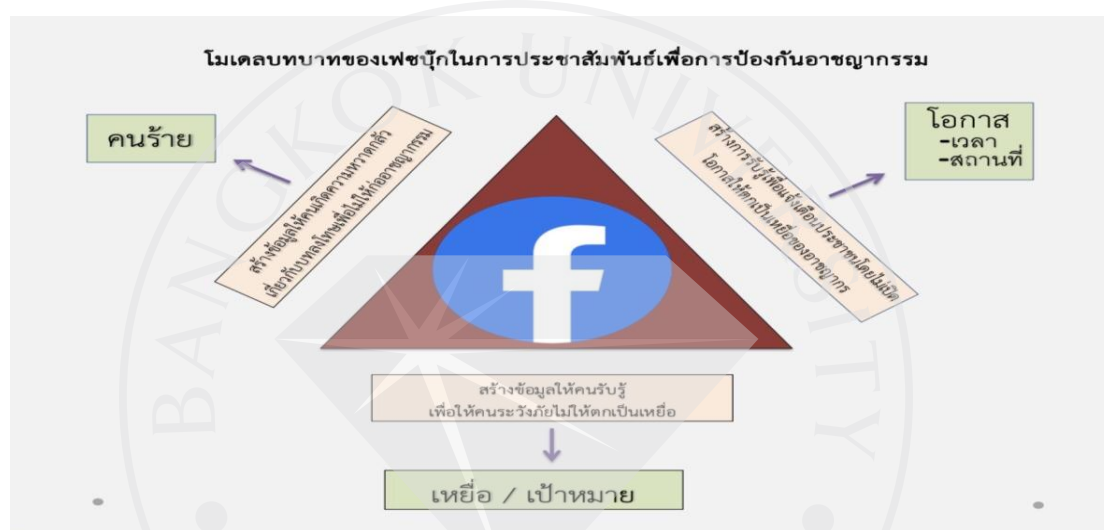 โมเดลบทบาทของเฟซบุ๊กในการประชาสัมพันธ์เพื่อการป้องกันอาชญากรรม
คนร้าย
สร้างข้อมูลให้คนเกิดความหวาดกลัว
เกี่ยวกับบทลงโทษเพื่อไม่ให้ก่ออาชญากรรม
สร้างการรับรู้เพื่อแจ้งเตือนประชาชนโดยไม่เปิด
โอกาสให้ตกเป็นเหยื่อของอาชญากร
โอกาส
-เวลา
-สถานที่
f
สร้างข้อมูลให้คนรับรู้
เพื่อให้คนระวังภัยไม่ให้ตกเป็นเหยื่อ
เหยื่อ / เป้าหมาย
BANGKOK UNIVERSITY